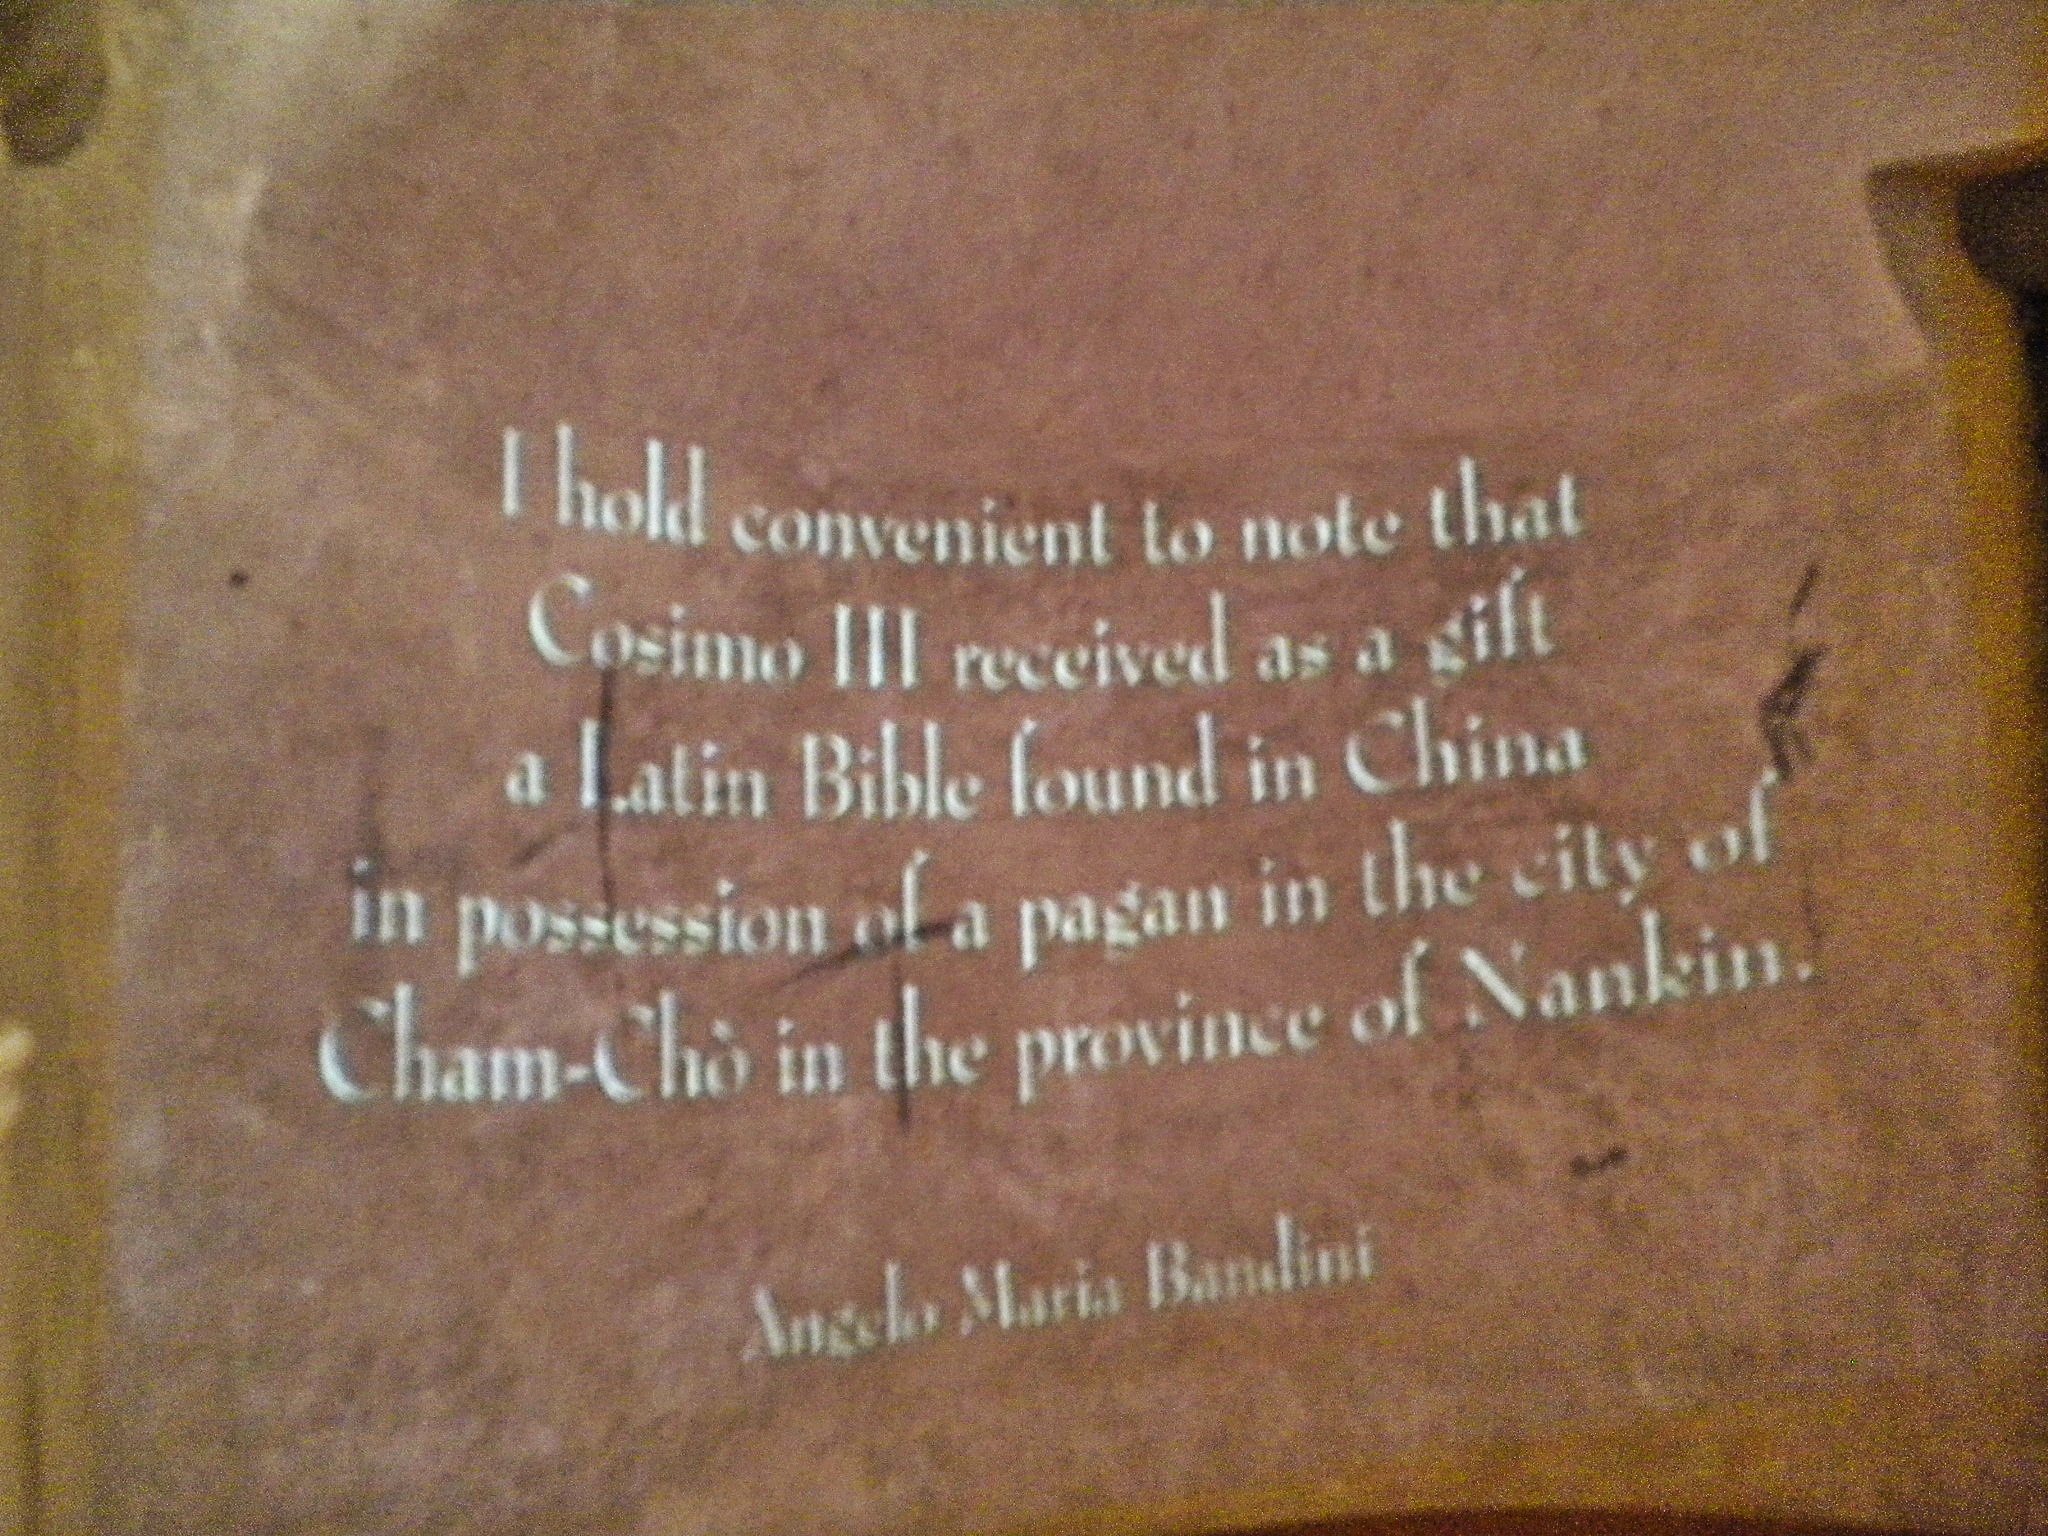 I hold convenient to note that
Cosimo III received as a gift
a Latin Bible found in China
in possession of a pagan in the city of
Cham-Chò in the province of Nankin.
Angelo Maria Bandini